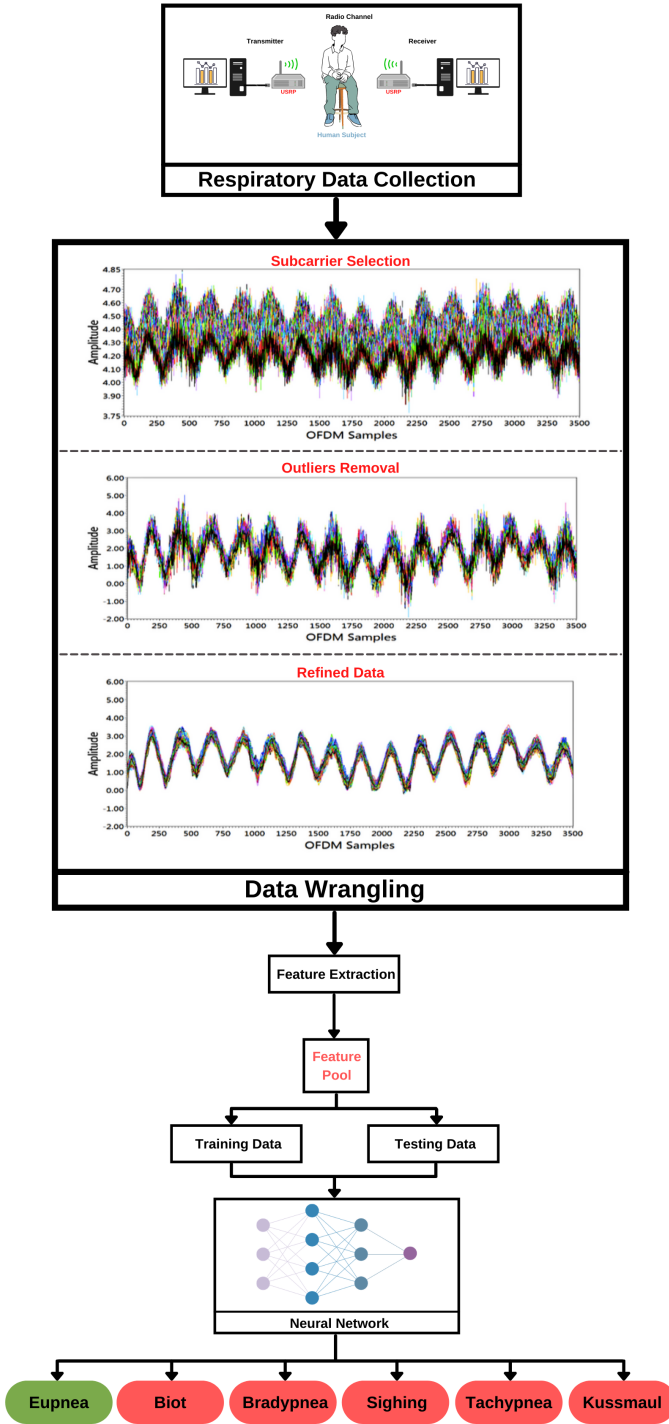 Radio Channel
Transmitter
Receiver
USRP
USRP
Human Subject
Respiratory Data Collection
Subcarrier Selection
Amplitude
4.85
4.70
4.60
4.50
4.40
4.30
4.20
4.10
4.00
3.90
3.75
0 250 500 750 1000 1250 1500 1750 2000 2250 2500 2750 3000 3250 3500
OFDM Samples
Outliers Removal
Amplitude
6.00
5.00
4.00
3.00
2.00
1.00
0.00
-1.00
-2.00
0 250 500 750 1000 1250 1500 1750 2000 2250 2500 2750 3000 3250 3500
OFDM Samples
Refined Data
Amplitude
6.00
5.00
4.00
3.00
2.00
1.00
0.00
-1.00
-2.00
0 250 500 750 1000 1250 1500 1750 2000 2250 2500 2750 3000 3250 3500
OFDM Samples
Data Wrangling
Feature Extraction
Feature
Pool
Training Data
Testing Data
Neural Network
Eupnea
Biot
Bradypnea
Sighing
Tachypnea
Kussmaul